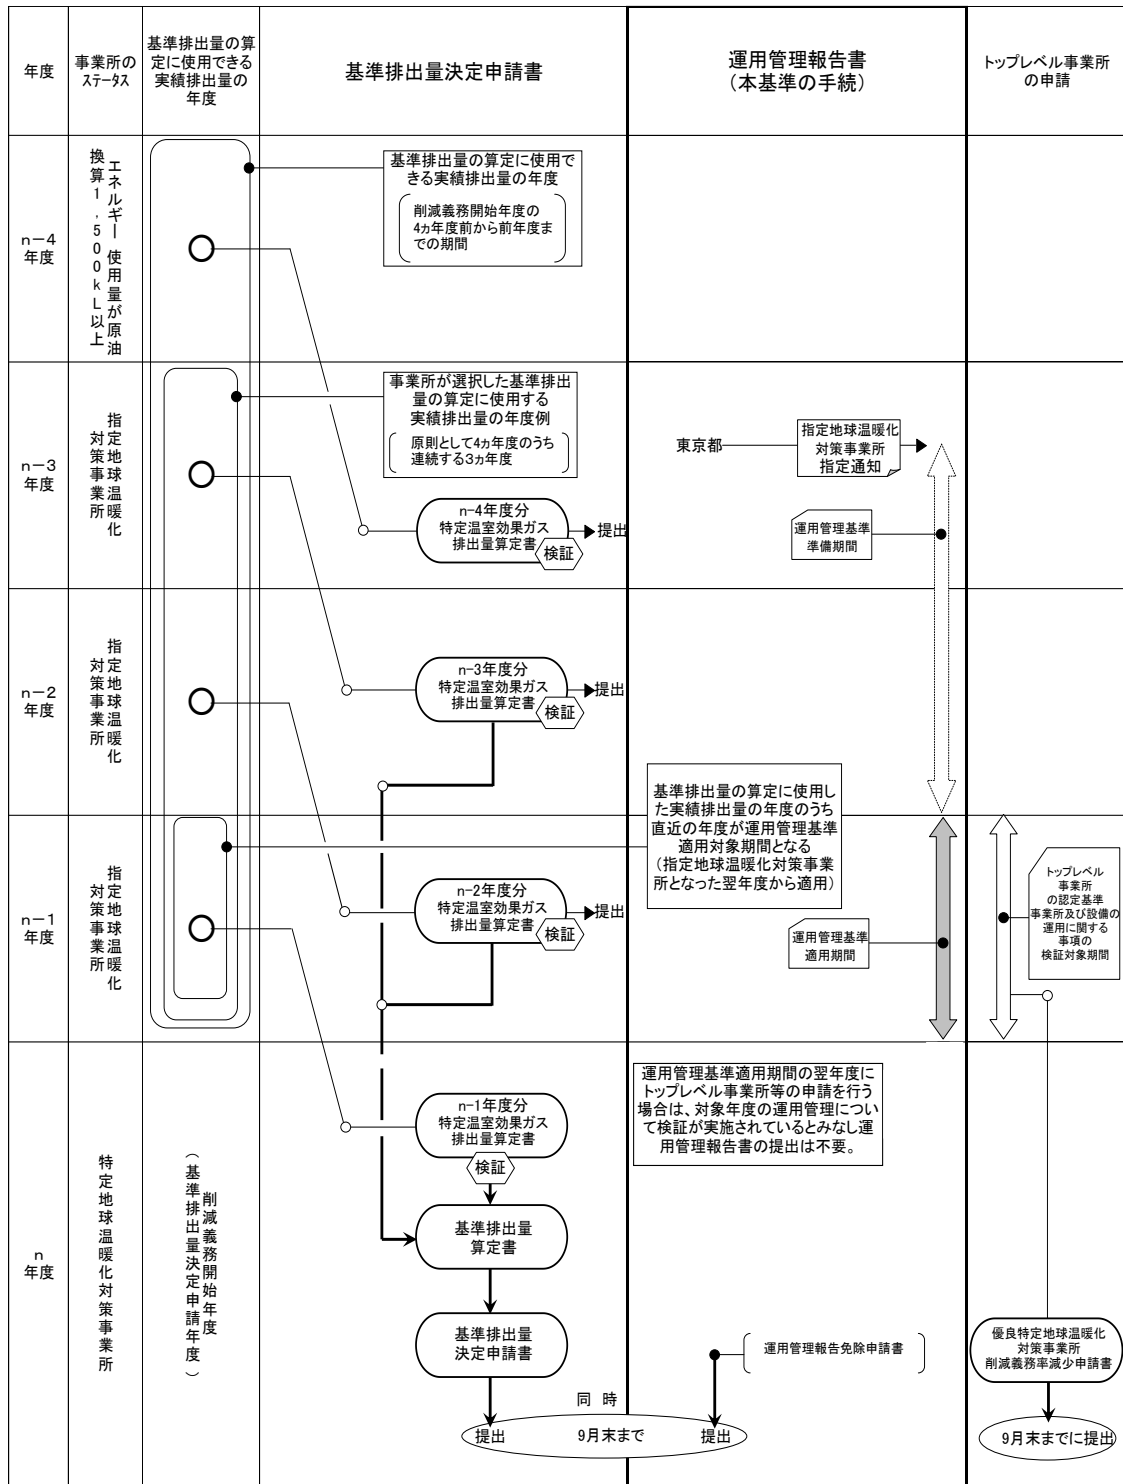 年度
事業所の
ステータス
基準排出量の算
定に使用できる
実績排出量の
年度
基準排出量決定申請書
運用管理報告書
（本基準の手続）
トップレベル事業所
の申請
n－4
年度
エネルギー使用量が原油
換算1,500kL以上
基準排出量の算定に使用で
きる実績排出量の年度
削減義務開始年度の
4ヵ年度前から前年度ま
での期間
n－3
年度
指定地球温暖化
対策事業所
事業所が選択した基準排出
量の算定に使用する
実績排出量の年度例
原則として4ヵ年度のうち
連続する3ヵ年度
n-4年度分
特定温室効果ガス
排出量算定書
検証
提出
東京都
指定地球温暖化
対策事業所
指定通知
運用管理基準
準備期間
n－2
年度
指定地球温暖化
対策事業所
n-3年度分
特定温室効果ガス
排出量算定書
検証
提出
基準排出量の算定に使用し
た実績排出量の年度のうち
直近の年度が運用管理基準
適用対象期間となる
（指定地球温暖化対策事業
所となった翌年度から適用）
n－1
年度
指定地球温暖化
対策事業所
n-2年度分
特定温室効果ガス
排出量算定書
検証
提出
運用管理基準
適用期間
トップレベル
事業所
の認定基準
事業所及び設備の
運用に関する
事項の
検証対象期間
n
年度
特定地球温暖化対策事業所
削減義務開始年度
（基準排出量決定申請年度）
n-1年度分
特定温室効果ガス
排出量算定書
検証
基準排出量
算定書
基準排出量
決定申請書
運用管理基準適用期間の翌年度に
トップレベル事業所等の申請を行う
場合は、対象年度の運用管理につい
て検証が実施されているとみなし運
用管理報告書の提出は不要。
運用管理報告免除申請書
優良特定地球温暖化
対策事業所
削減義務率減少申請書
同 時
提出
9月末まで
提出
9月末までに提出